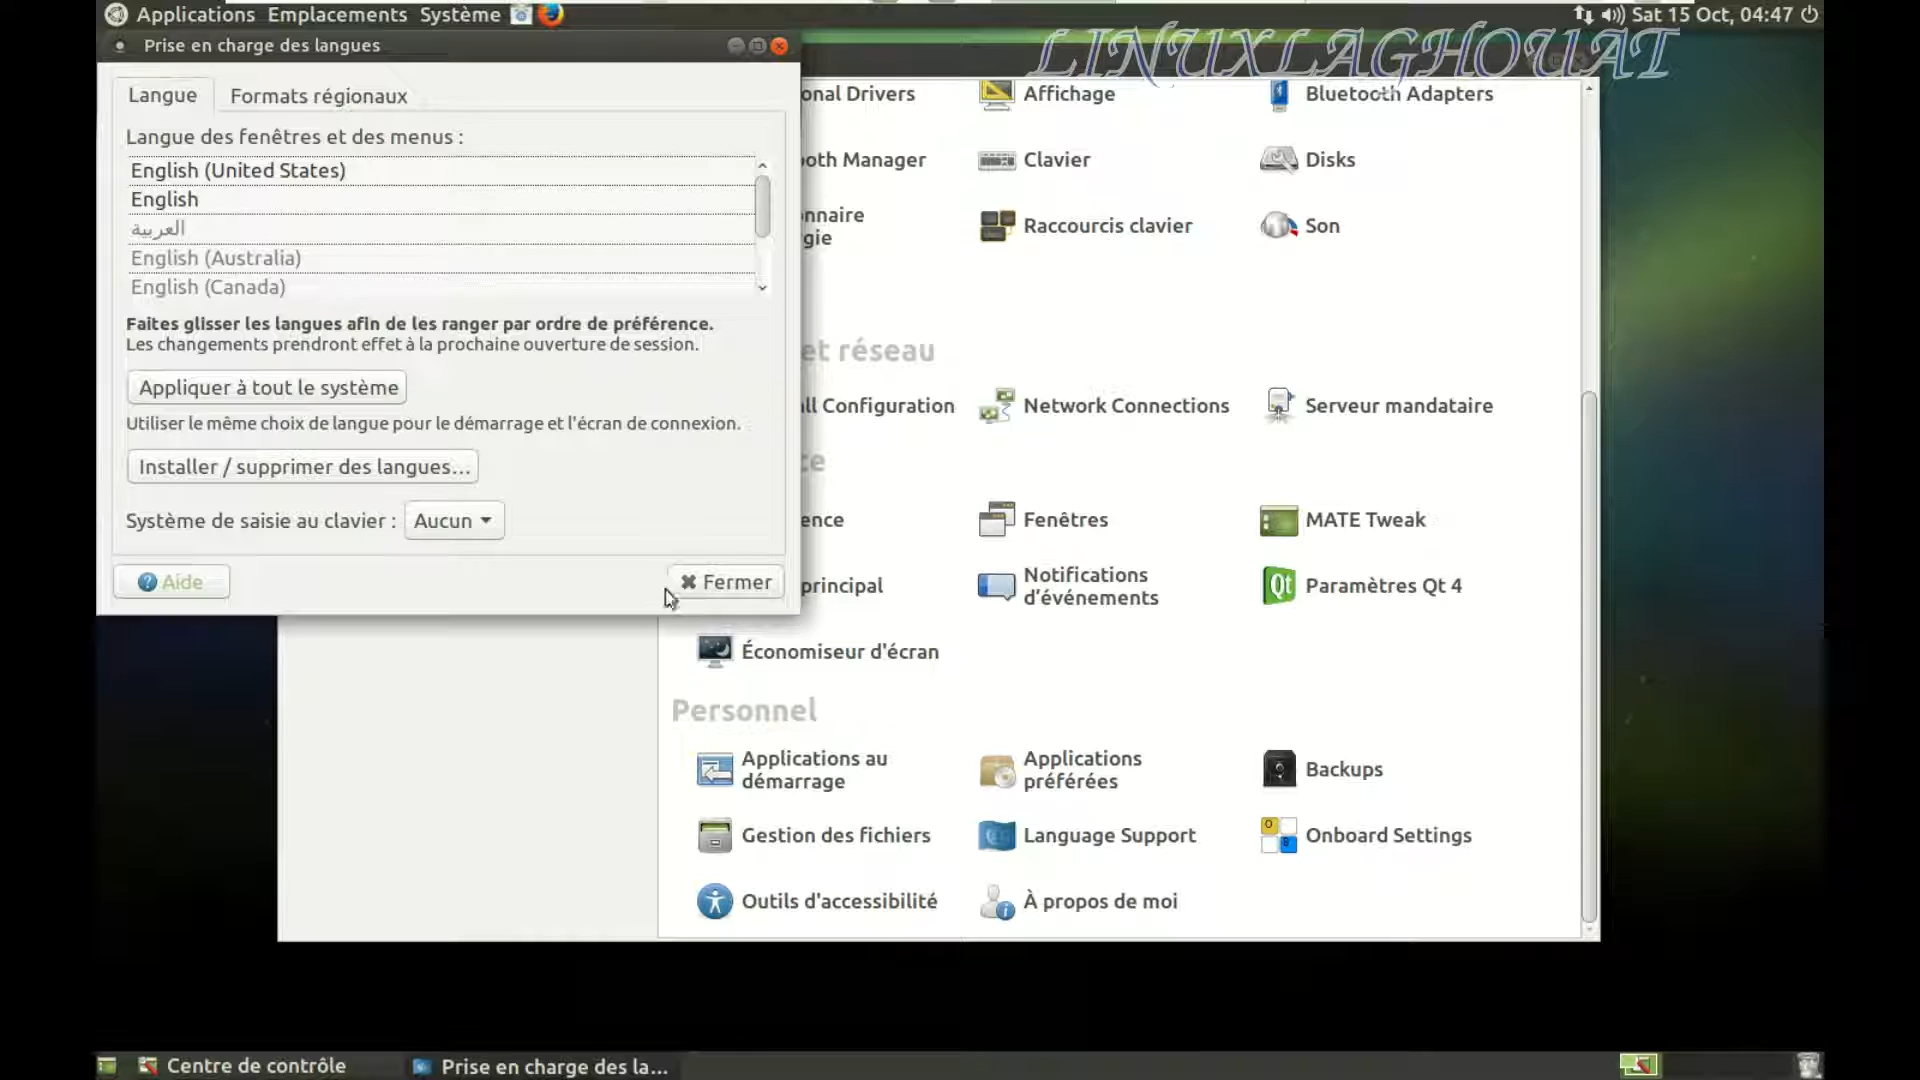 Applications Emplacements Système
Sat 15 Oct, 04:47
LINUXLAGHOUAT
Prise en charge des langues
Langue
Formats régionaux
Langue des fenêtres et des menus :
English (United States)
English
العربية
English (Australia)
English (Canada)
Faites glisser les langues afin de les ranger par ordre de préférence.
Les changements prendront effet à la prochaine ouverture de session.
Appliquer à tout le système
Utiliser le même choix de langue pour le démarrage et l'écran de connexion.
Installer / supprimer des langues...
Système de saisie au clavier : Aucun
Aide
Fermer
onal Drivers
Affichage
Bluetooth Adapters
oth Manager
Clavier
Disks
nnaire
gie
Raccourcis clavier
Son
et réseau
ll Configuration
Network Connections
Serveur mandataire
ce
ence
Fenêtres
MATE Tweak
principal
Notifications
d'événements
Qt
Paramètres Qt 4
Économiseur d'écran
Personnel
Applications au
démarrage
Applications
préférées
Backups
Gestion des fichiers
Language Support
Onboard Settings
Outils d'accessibilité
À propos de moi
Centre de contrôle
Prise en charge des la...